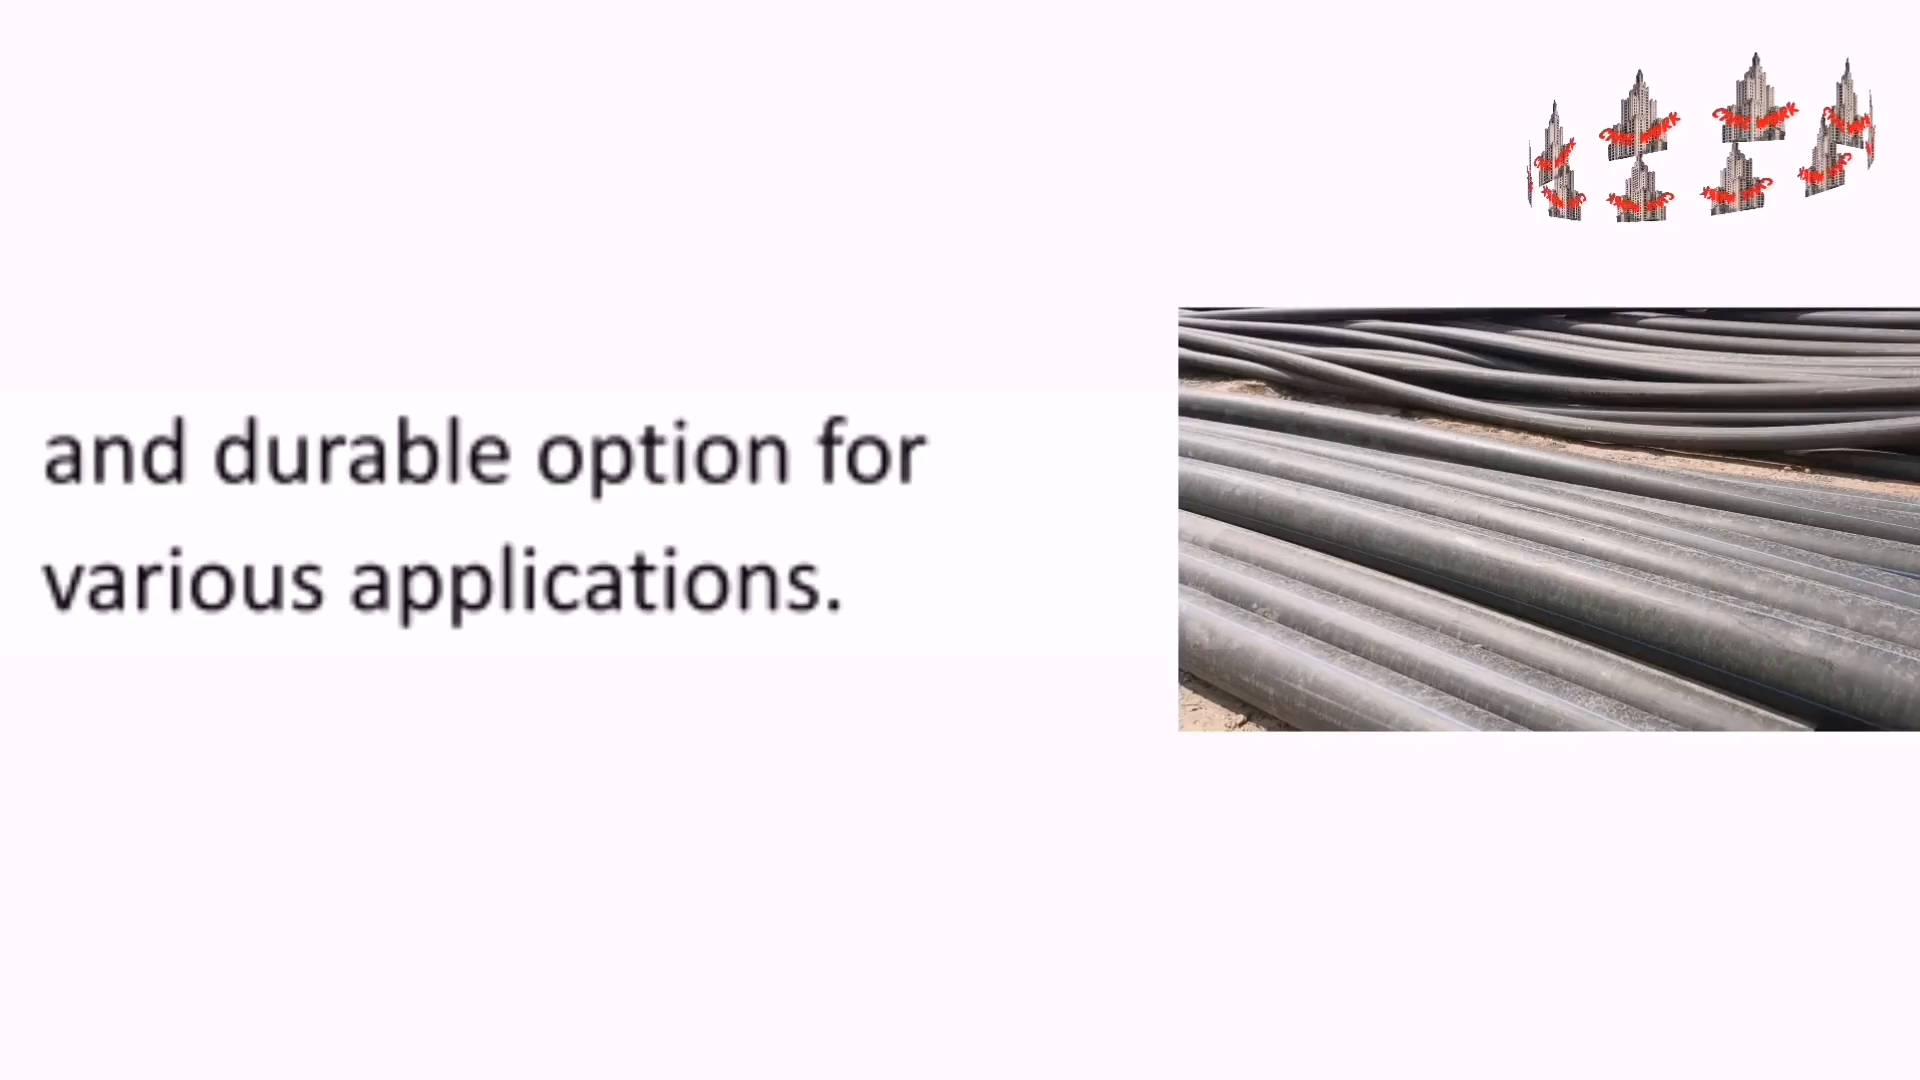 and durable option for
various applications.